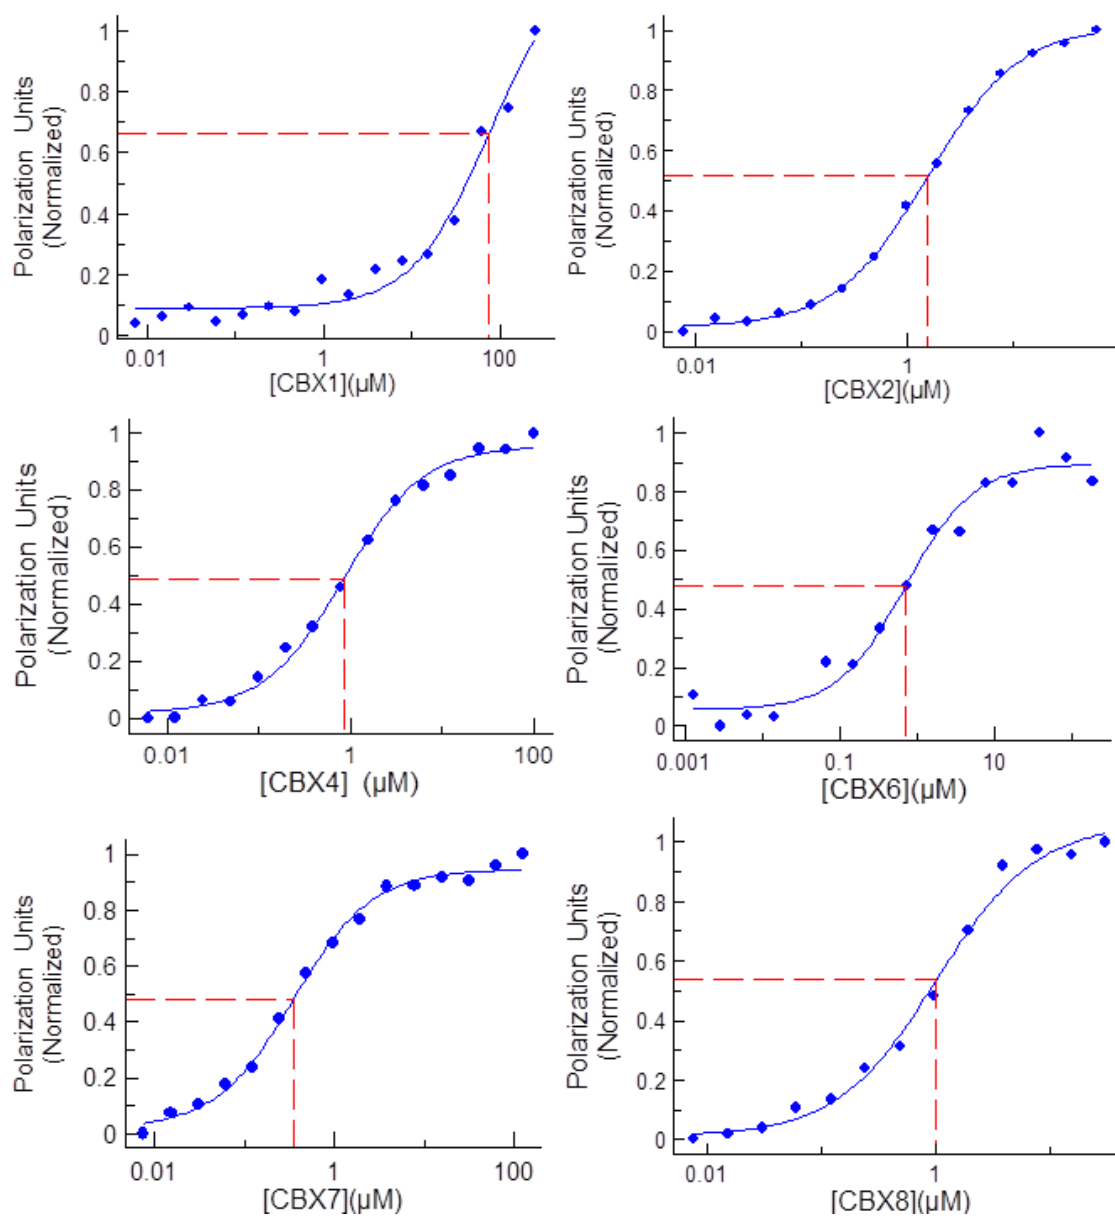 Polarization Units
(Normalized)
1
0.8
0.6
0.4
0.2
0
0.01
1
100
[CBX1](µM)
Polarization Units
(Normalized)
1
0.8
0.6
0.4
0.2
0
0.01
1
[CBX2](µM)
Polarization Units
(Normalized)
1
0.8
0.6
0.4
0.2
0
0.01
1
100
[CBX4] (µM)
Polarization Units
(Normalized)
1
0.8
0.6
0.4
0.2
0
0.001
0.1
10
[CBX6](µM)
Polarization Units
(Normalized)
1
0.8
0.6
0.4
0.2
0
0.01
1
100
[CBX7](µM)
Polarization Units
(Normalized)
1
0.8
0.6
0.4
0.2
0
0.01
1
[CBX8](µM)